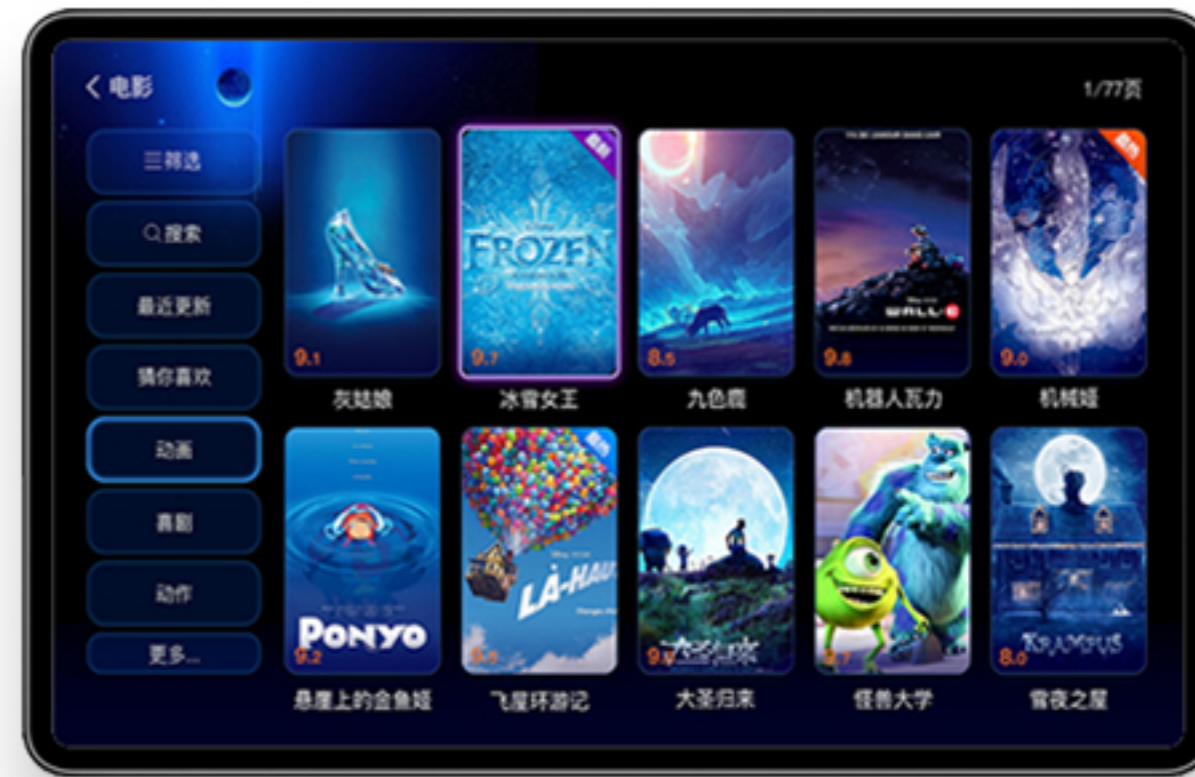 电影
1/77页
筛选
搜索
最近更新
猜你喜欢
动画
喜剧
动作
更多...
FROZEN
WALL·E
9.1
9.7
8.5
9.8
9.0
灰姑娘
冰雪女王
九色鹿
机器人瓦力
机械姬
PONYO
LÀ-HAU
KRAMPUS
9.2
8.0
悬崖上的金鱼姬
飞屋环游记
大圣归来
怪兽大学
雪夜之屋